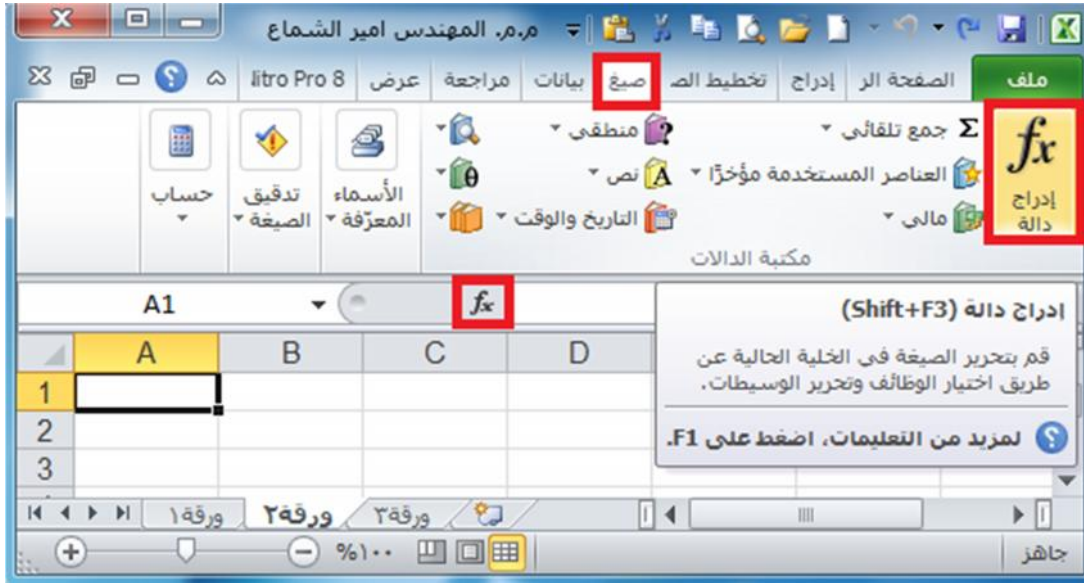 م.م. المهندس امير الشماع
ملف الصفحة الر إدراج تخطيط الص صيغ بيانات مراجعة عرض litro Pro 8
fx
إدراج
دالة
Σ جمع تلقائي
العناصر المستخدمة مؤخرًا
مالي
منطقي
نص
التاريخ والوقت
الأسماء
المعرّفة
تدقيق
الصيغة
حساب
مكتبة الدالات
A1 fx
إدراج دالة (Shift+F3)
قم بتحرير الصيغة في الخلية الحالية عن
طريق اختيار الوظائف وتحرير الوسيطات.
لمزيد من التعليمات، اضغط على F1.
A B C D
1
2
3
ورقة١ ورقة٢ ورقة٣
جاهز
%١٠٠